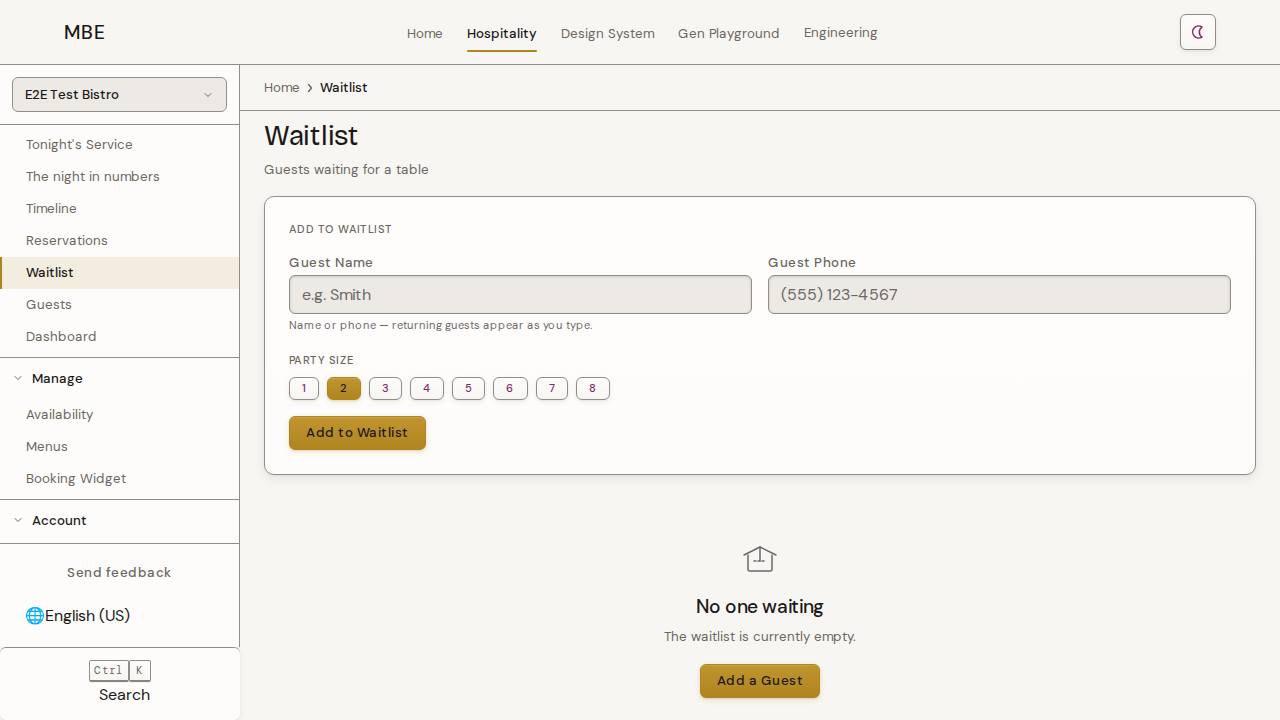 MBE
Home
Hospitality
Design System
Gen Playground
Engineering
E2E Test Bistro
Tonight's Service
The night in numbers
Timeline
Reservations
Waitlist
Guests
Dashboard
Manage
Availability
Menus
Booking Widget
Account
Send feedback
English (US)
Ctrl K
Search
Home > Waitlist
Waitlist
Guests waiting for a table
ADD TO WAITLIST
Guest Name
e.g. Smith
Name or phone — returning guests appear as you type.
Guest Phone
(555) 123-4567
PARTY SIZE
1 2 3 4 5 6 7 8
Add to Waitlist
No one waiting
The waitlist is currently empty.
Add a Guest